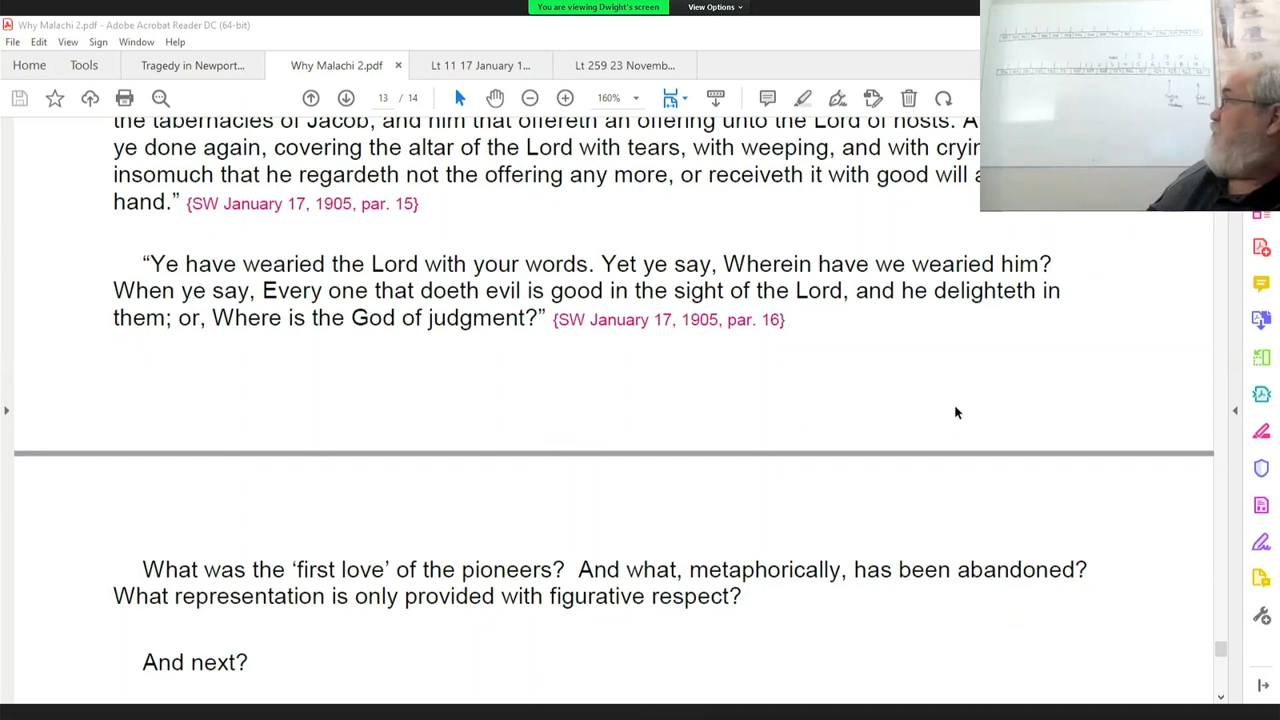 You are viewing Dwight's screen
View Options
Why Malachi 2.pdf - Adobe Acrobat Reader DC (64-bit)
File Edit View Sign Window Help
Home Tools Tragedy in Newport... Why Malachi 2.pdf × Lt 11 17 January 1... Lt 259 23 Novemb...
13 / 14 160%
the tabernacles of Jacob, and him that offereth an offering unto the Lord of hosts. A
ye done again, covering the altar of the Lord with tears, with weeping, and with cryin
insomuch that he regardeth not the offering any more, or receiveth it with good will a
hand.” {SW January 17, 1905, par. 15}
“Ye have wearied the Lord with your words. Yet ye say, Wherein have we wearied him?
When ye say, Every one that doeth evil is good in the sight of the Lord, and he delighteth in
them; or, Where is the God of judgment?” {SW January 17, 1905, par. 16}
What was the ‘first love’ of the pioneers? And what, metaphorically, has been abandoned?
What representation is only provided with figurative respect?
And next?